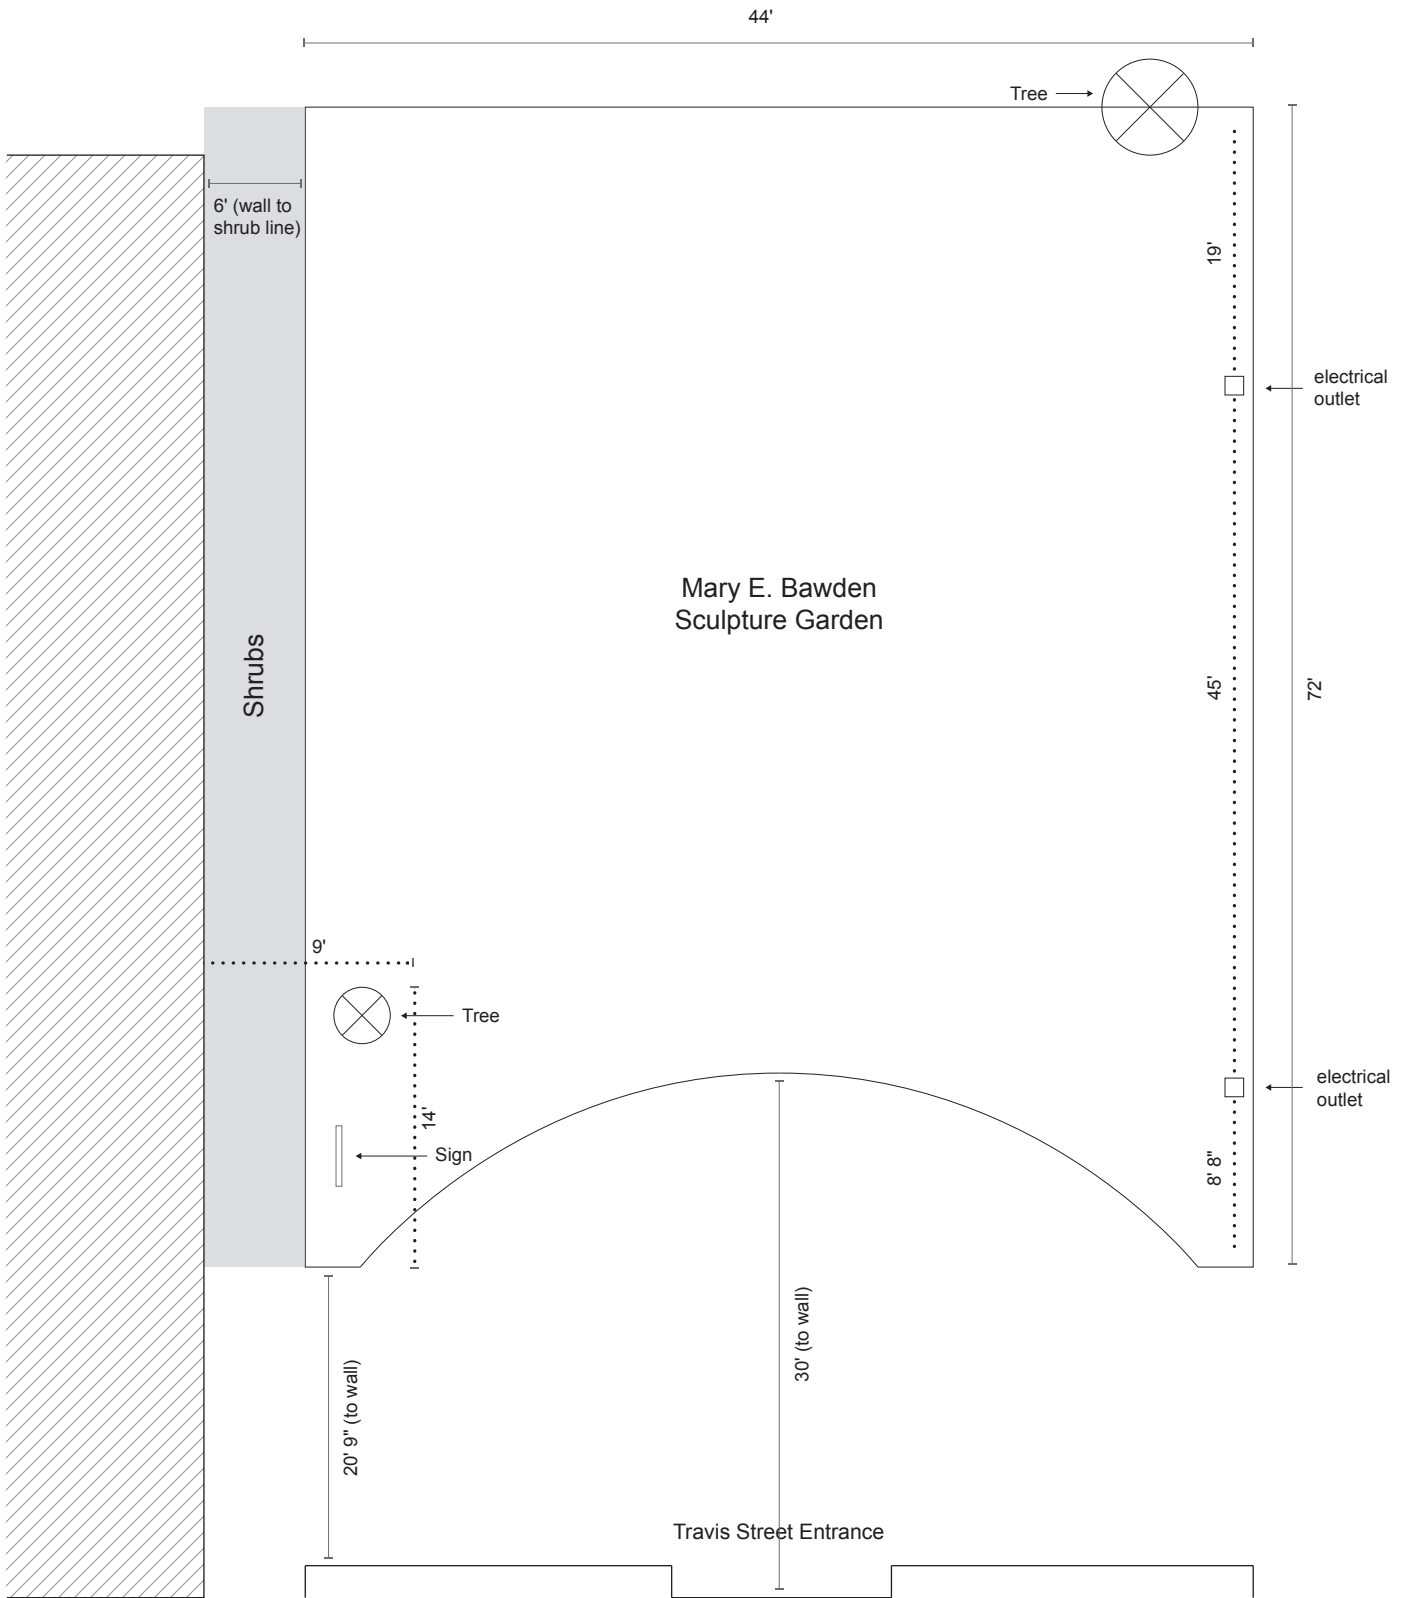 44'
Tree
6' (wall to
shrub line)
19'
electrical
outlet
Mary E. Bawden
Sculpture Garden
Shrubs
45'
72'
9'
Tree
electrical
outlet
14'
Sign
8' 8"
30' (to wall)
20' 9" (to wall)
Travis Street Entrance